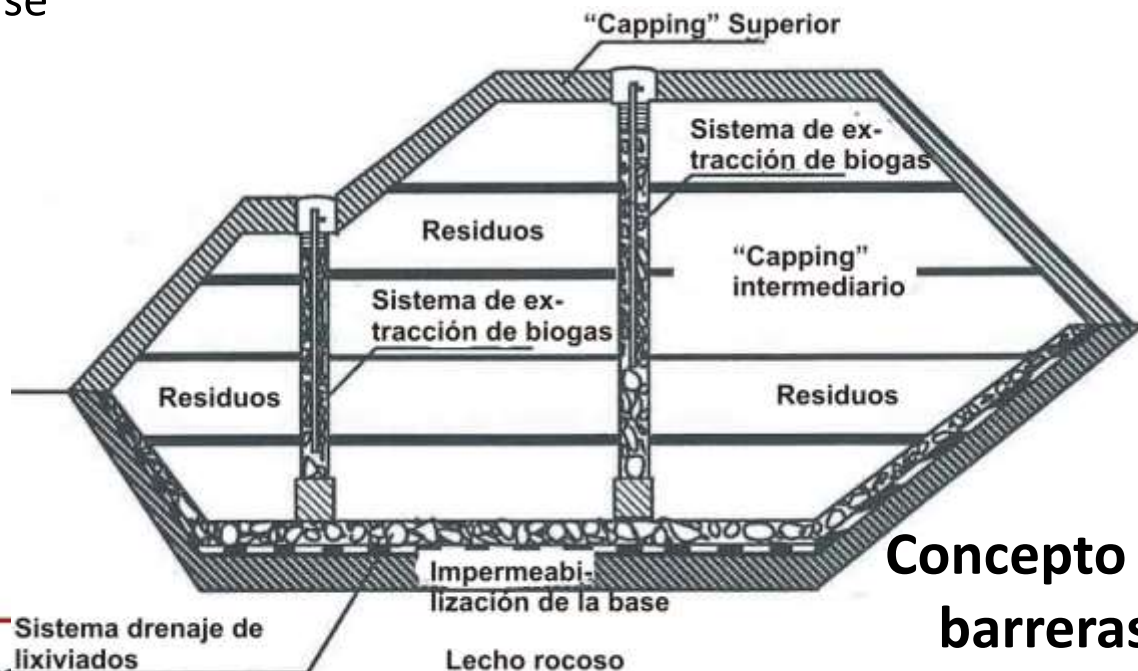 se
“Capping” Superior
Sistema de ex-
tracción de biogas
Residuos
“Capping”
intermediario
Sistema de ex-
tracción de biogas
Residuos
Residuos
Impermeabi-
lización de la base
Concepto
barreras
Sistema drenaje de
lixiviados
Lecho rocoso